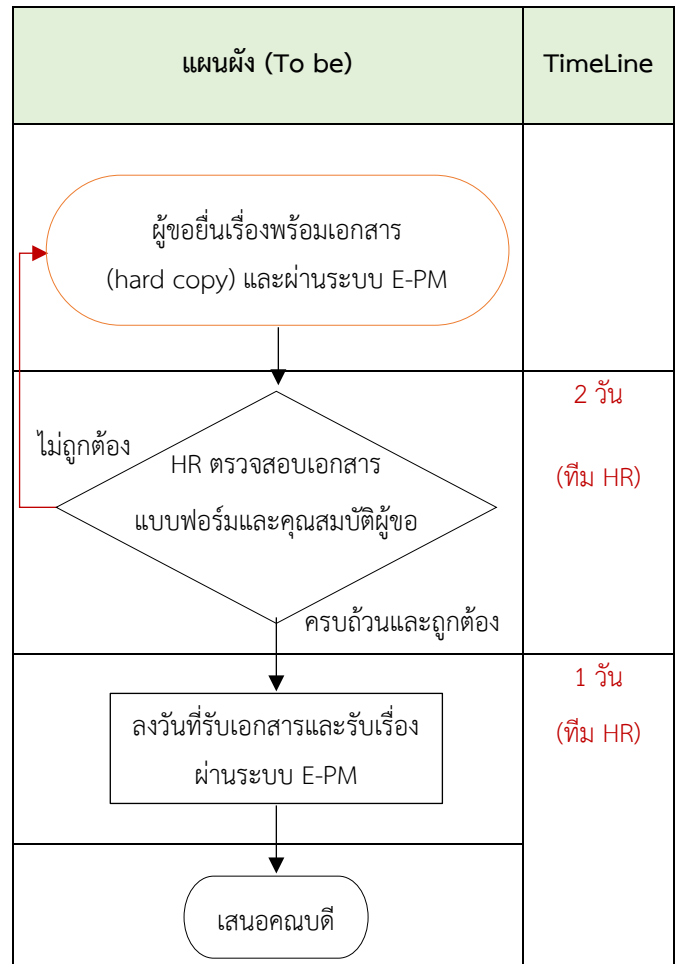 แผนผัง (To be)
TimeLine
ผู้ขอยื่นเรื่องพร้อมเอกสาร
(hard copy) และผ่านระบบ E-PM
2 วัน
(ทีม HR)
ไม่ถูกต้อง
HR ตรวจสอบเอกสาร
แบบฟอร์มและคุณสมบัติผู้ขอ
ครบถ้วนและถูกต้อง
1 วัน
(ทีม HR)
ลงวันที่รับเอกสารและรับเรื่อง
ผ่านระบบ E-PM
เสนอคณบดี